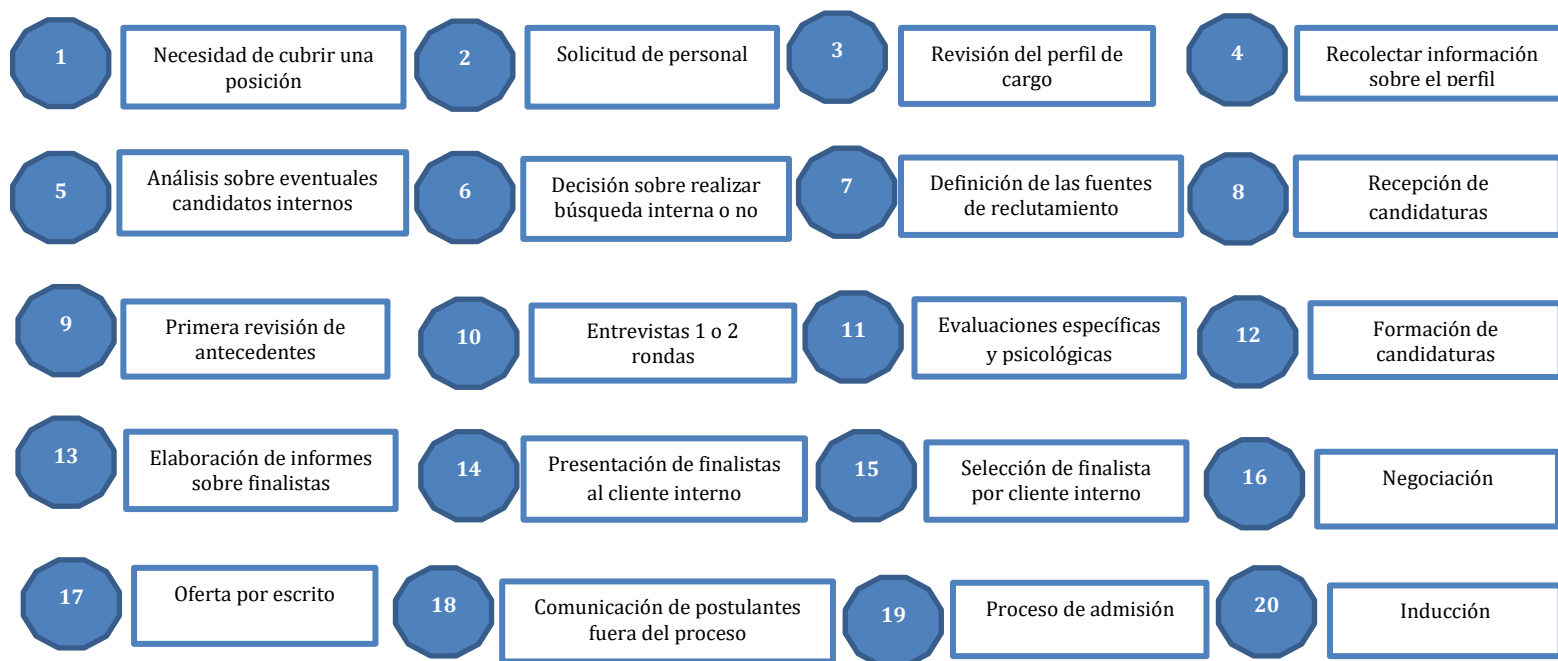 1
Necesidad de cubrir una
posición
2
Solicitud de personal
3
Revisión del perfil de
cargo
4
Recolectar información
sobre el perfil
5
Análisis sobre eventuales
candidatos internos
6
Decisión sobre realizar
búsqueda interna o no
7
Definición de las fuentes
de reclutamiento
8
Recepción de
candidaturas
9
Primera revisión de
antecedentes
10
Entrevistas 1 o 2
rondas
11
Evaluaciones específicas
y psicológicas
12
Formación de
candidaturas
13
Elaboración de informes
sobre finalistas
14
Presentación de finalistas
al cliente interno
15
Selección de finalista
por cliente interno
16
Negociación
17
Oferta por escrito
18
Comunicación de postulantes
fuera del proceso
19
Proceso de admisión
20
Inducción